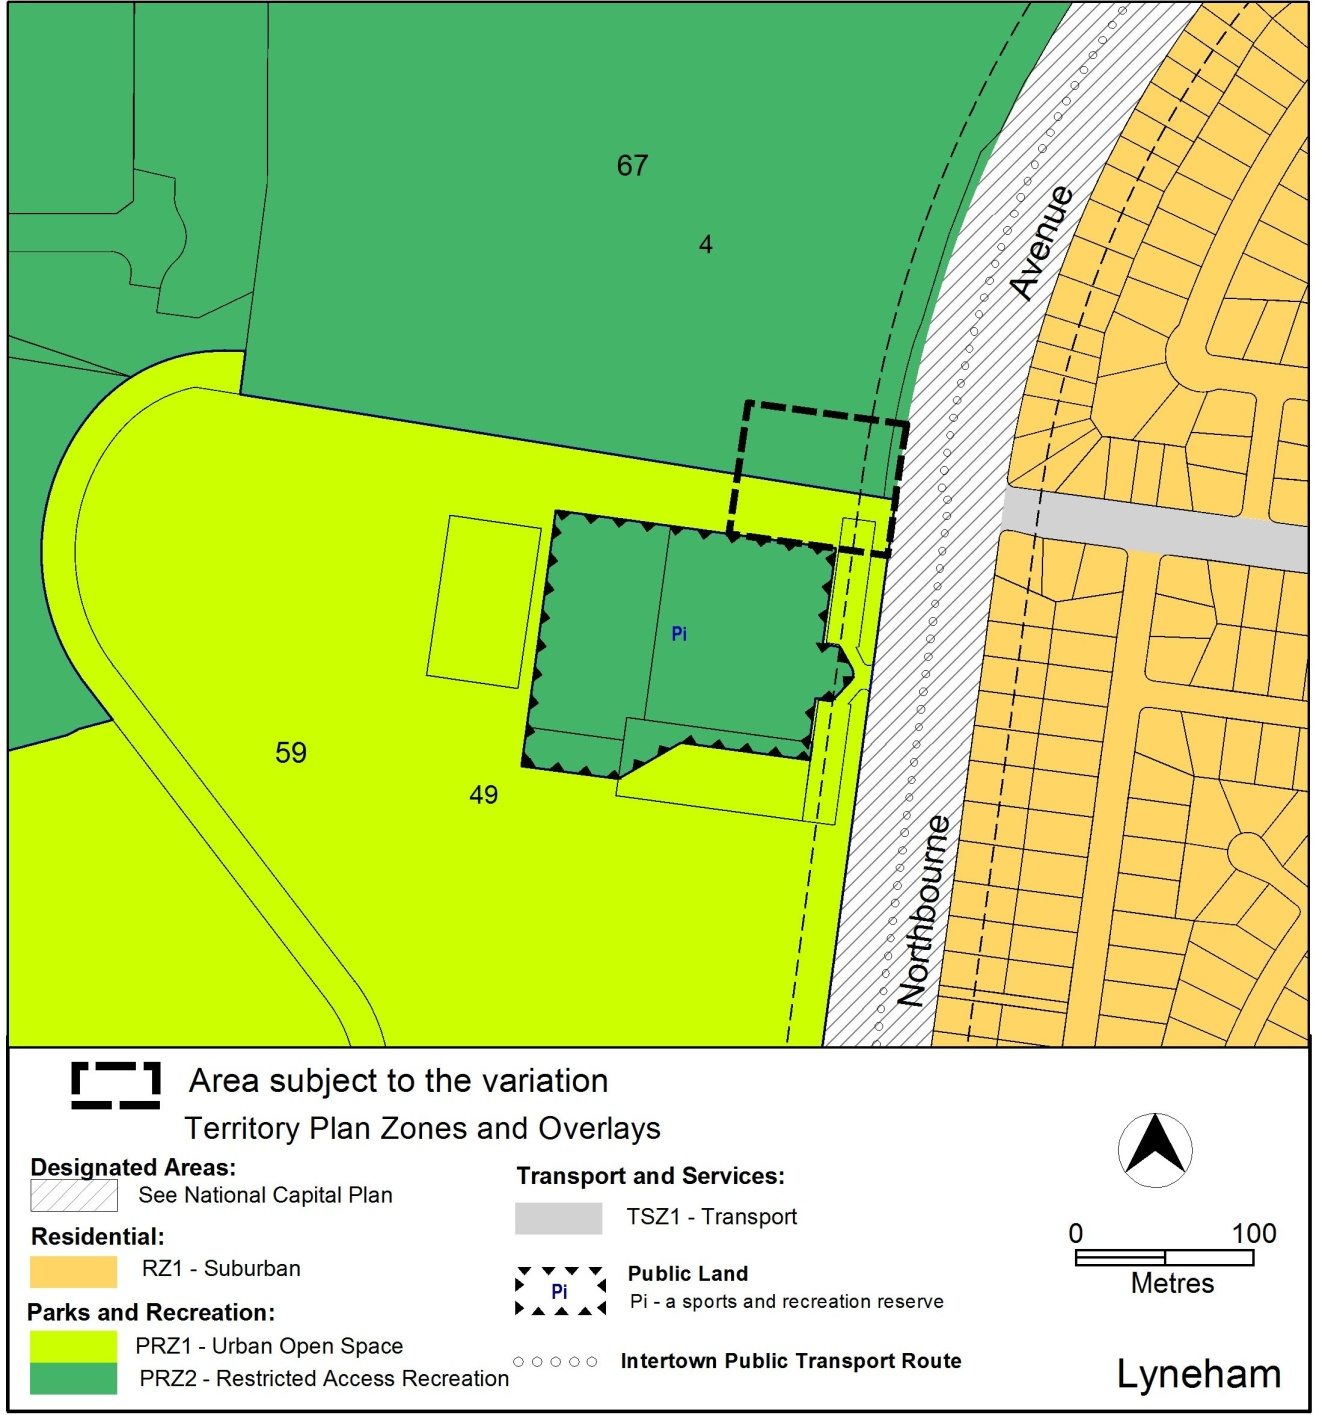 67
4
Avenue
Pi
59
49
Northbourne
Area subject to the variation
Territory Plan Zones and Overlays
Designated Areas:
See National Capital Plan
Residential:
RZ1 - Suburban
Parks and Recreation:
PRZ1 - Urban Open Space
PRZ2 - Restricted Access Recreation
Transport and Services:
TSZ1 - Transport
Pi
Public Land
Pi - a sports and recreation reserve
Intertown Public Transport Route
0 100
Metres
Lyneham